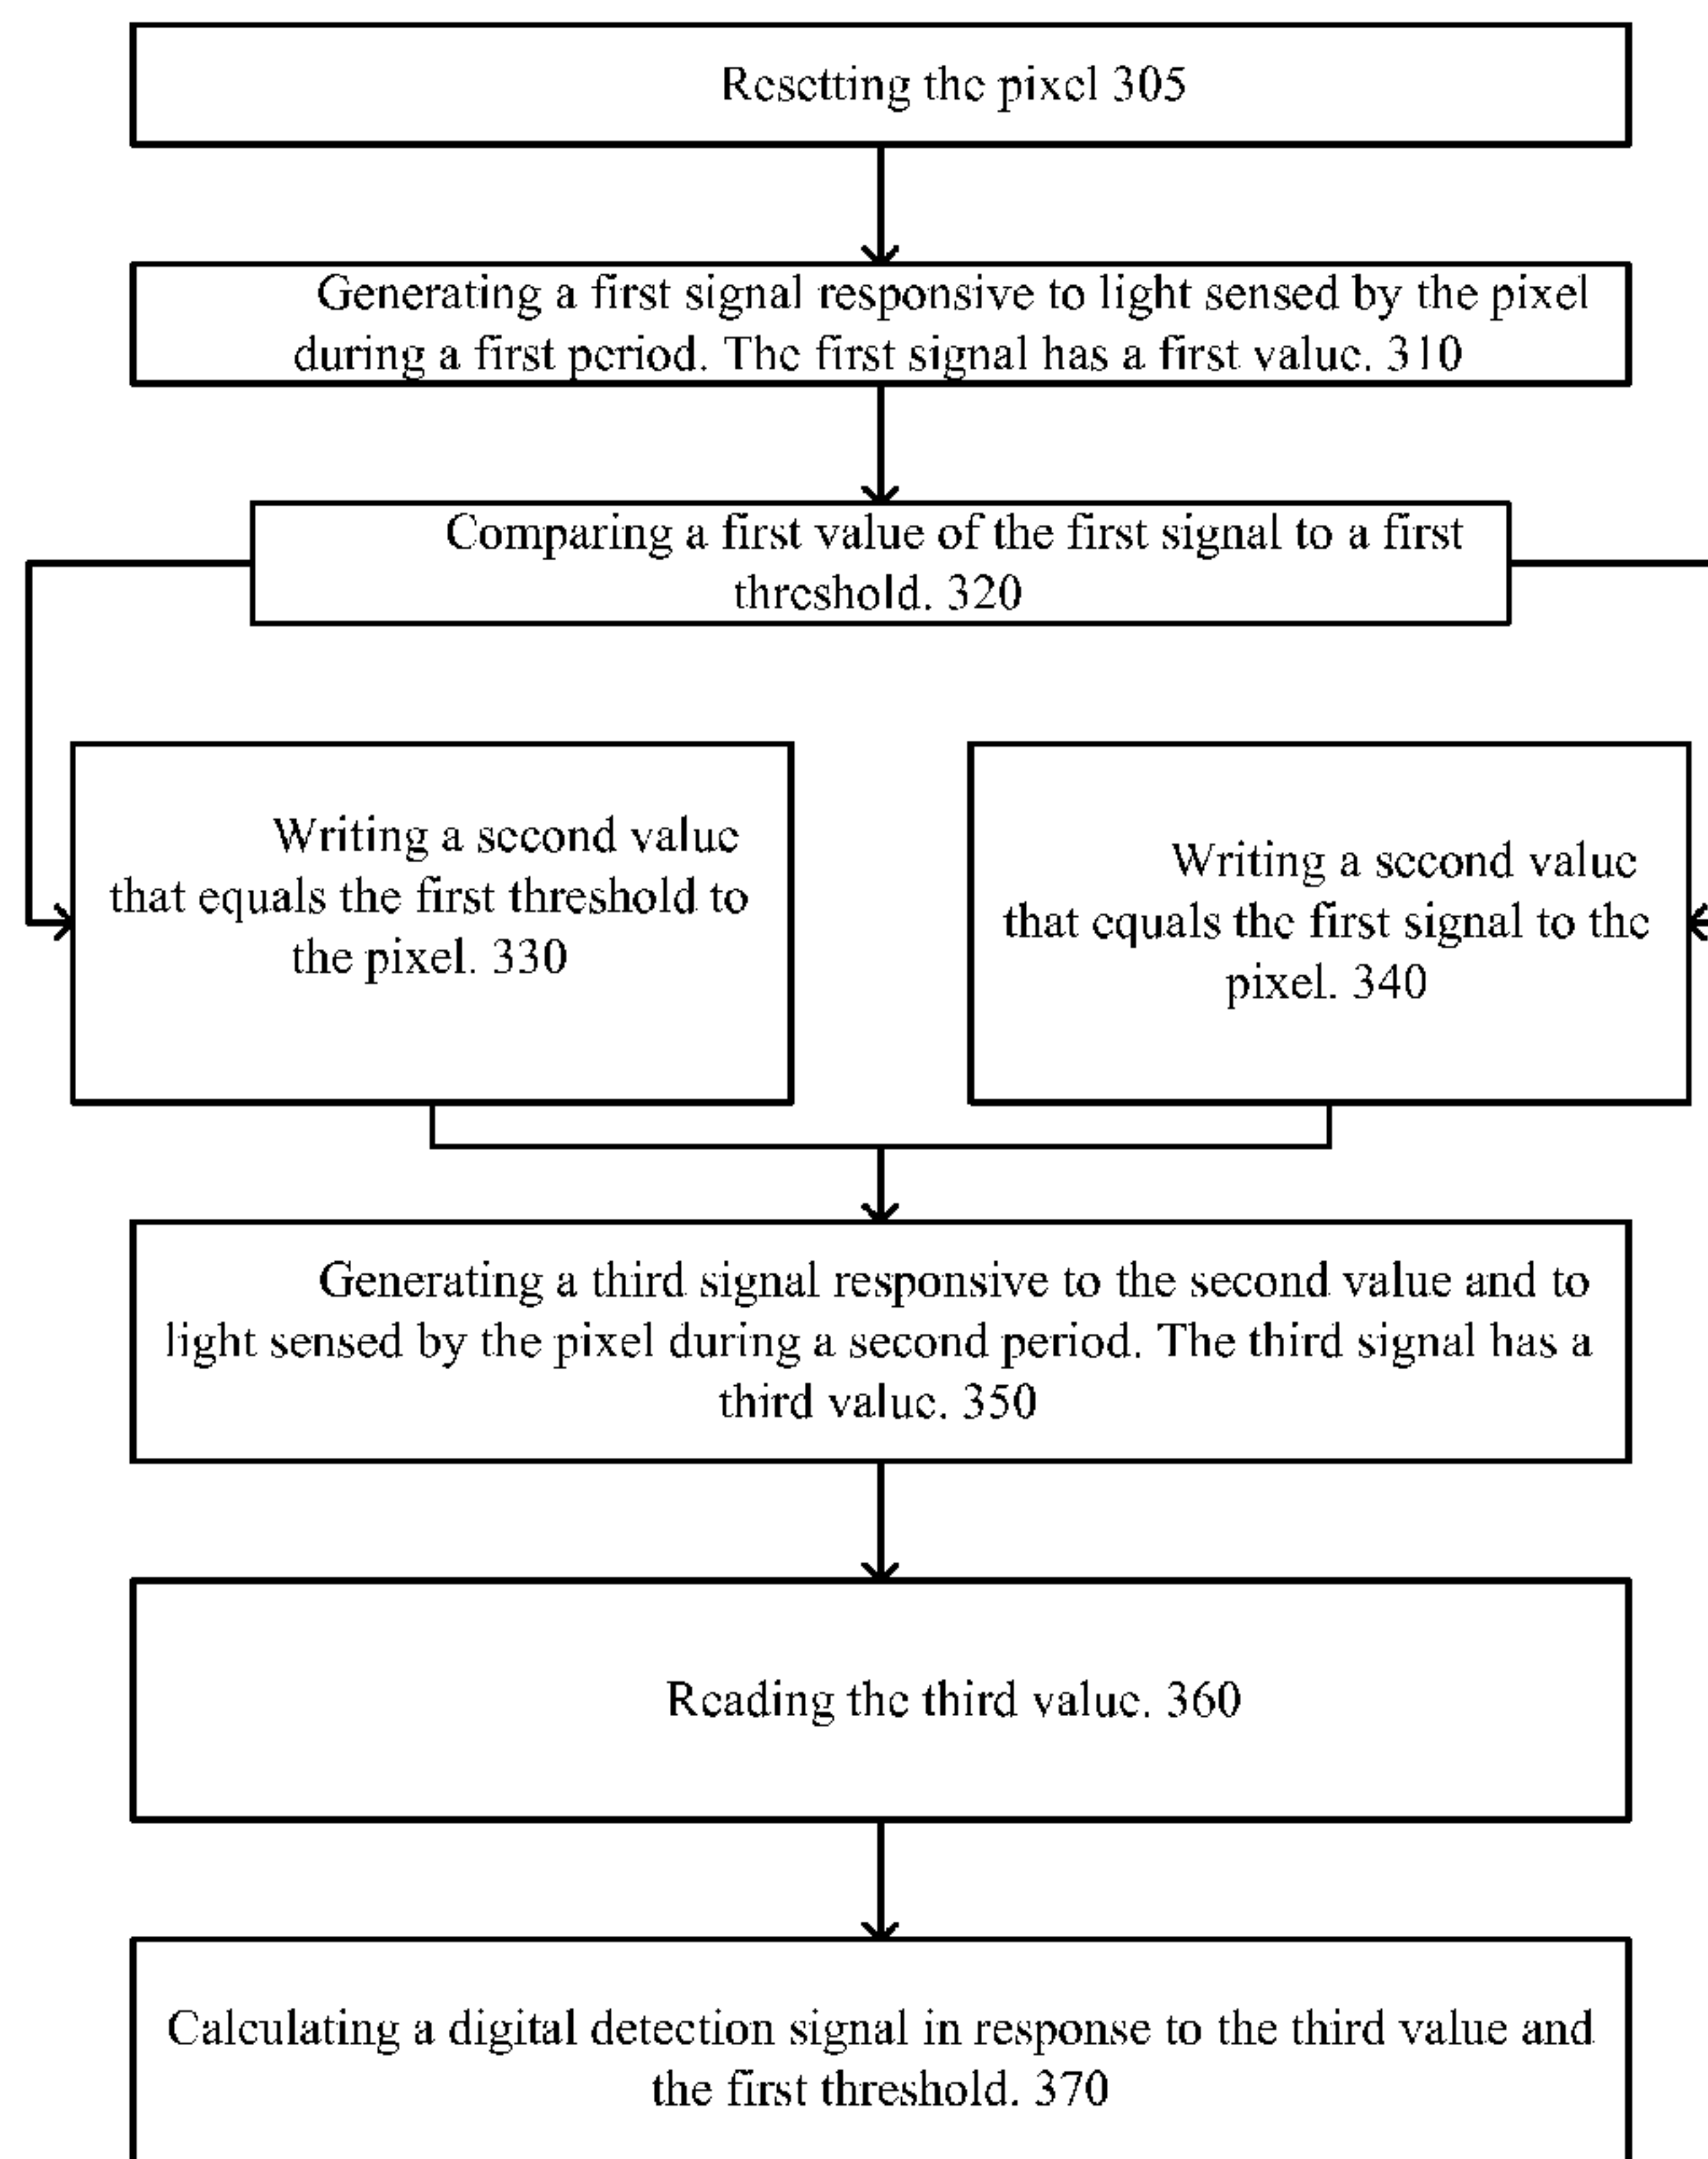 Resetting the pixel 305
Generating a first signal responsive to light sensed by the pixel
during a first period. The first signal has a first value. 310
Comparing a first value of the first signal to a first
threshold. 320
Writing a second value
that equals the first threshold to
the pixel. 330
Writing a second value
that equals the first signal to the
pixel. 340
Generating a third signal responsive to the second value and to
light sensed by the pixel during a second period. The third signal has a
third value. 350
Reading the third value. 360
Calculating a digital detection signal in response to the third value and
the first threshold. 370